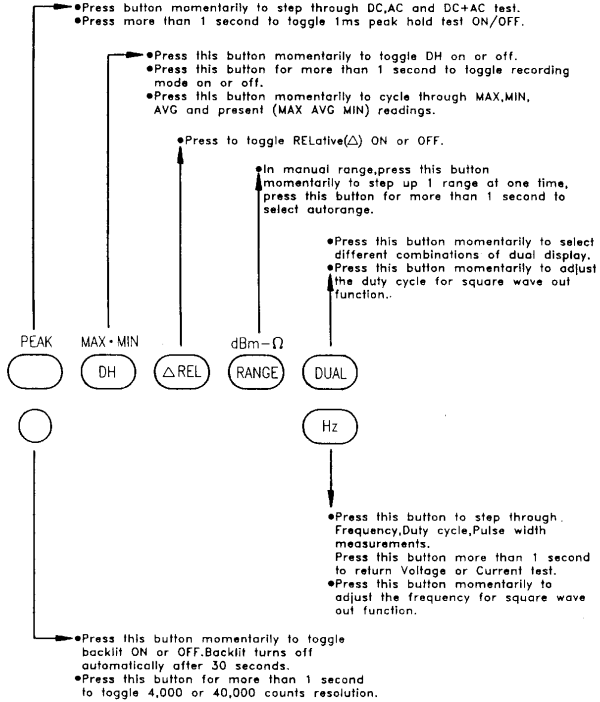 •Press button momentarily to step through DC,AC and DC+AC test.
•Press more than 1 second to toggle 1ms peak hold test ON/OFF.
•Press this button momentarily to toggle DH on or off.
•Press this button for more than 1 second to toggle recording
mode on or off.
•Press this button momentarily to cycle through MAX,MIN,
AVG and present (MAX AVG MIN) readings.
•Press to toggle RELative(△) ON or OFF.
•In manual range,press this button
momentarily to step up 1 range at one time,
press this button for more than 1 second to
select autorange.
•Press this button momentarily to select
different combinations of dual display.
•Press this button momentarily to adjust
the duty cycle for square wave out
function.
PEAK MAX•MIN dBm-Ω
DH △REL RANGE DUAL
Hz
•Press this button to step through
Frequency,Duty cycle,Pulse width
measurements.
Press this button more than 1 second
to return Voltage or Current test.
•Press this button momentarily to
adjust the frequency for square wave
out function.
•Press this button momentarily to toggle
backlit ON or OFF.Backlit turns off
automatically after 30 seconds.
•Press this button for more than 1 second
to toggle 4,000 or 40,000 counts resolution.